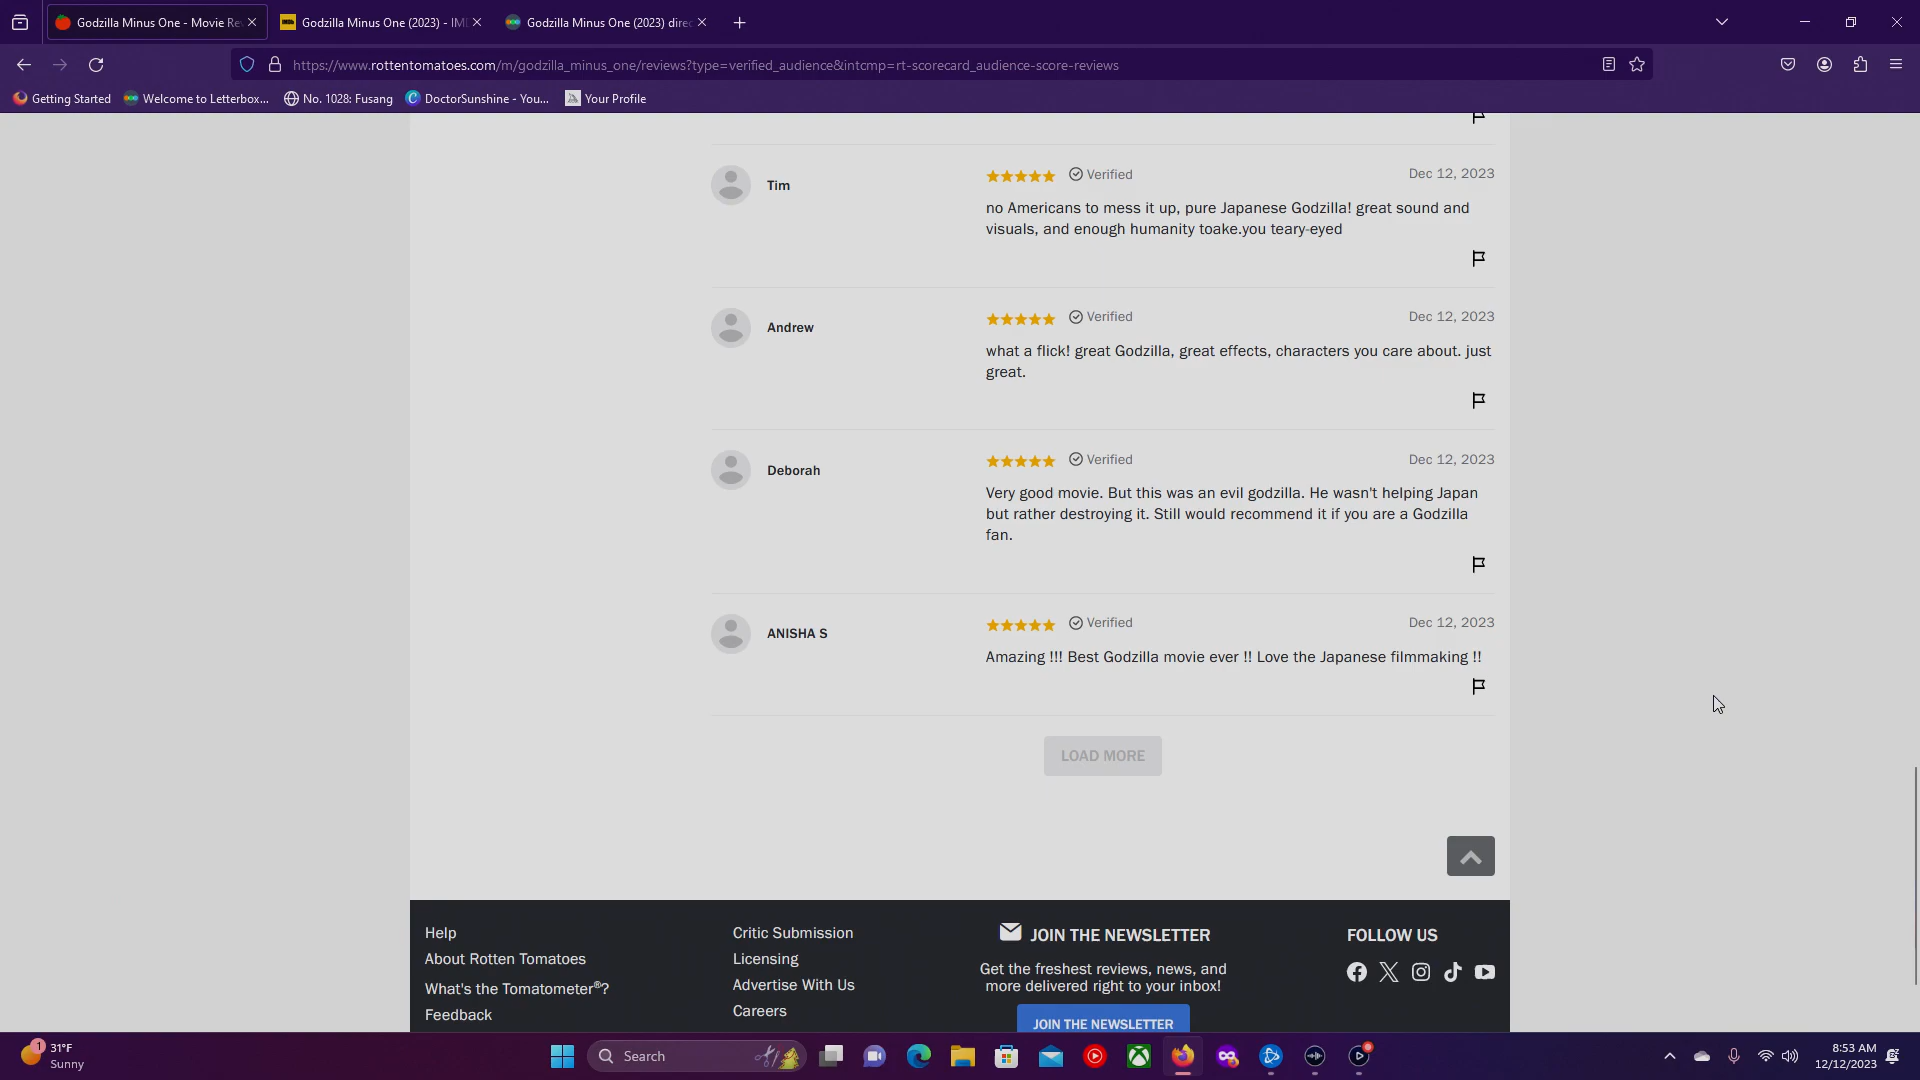 Godzilla Minus One - Movie Re
Godzilla Minus One (2023) - IM
Godzilla Minus One (2023) direc
https://www.rottentomatoes.com/m/godzilla_minus_one/reviews?type=verified_audience&intcmp=rt-scorecard_audience-score-reviews
Getting Started
Welcome to Letterbox...
No. 1028: Fusang
DoctorSunshine - You...
Your Profile
Tim
Verified
Dec 12, 2023
no Americans to mess it up, pure Japanese Godzilla! great sound and
visuals, and enough humanity toake.you teary-eyed
Andrew
Verified
Dec 12, 2023
what a flick! great Godzilla, great effects, characters you care about. just
great.
Deborah
Verified
Dec 12, 2023
Very good movie. But this was an evil godzilla. He wasn't helping Japan
but rather destroying it. Still would recommend it if you are a Godzilla
fan.
ANISHA S
Verified
Dec 12, 2023
Amazing !!! Best Godzilla movie ever !! Love the Japanese filmmaking !!
LOAD MORE
Help
About Rotten Tomatoes
What's the Tomatometer®?
Feedback
Critic Submission
Licensing
Advertise With Us
Careers
JOIN THE NEWSLETTER
Get the freshest reviews, news, and
more delivered right to your inbox!
JOIN THE NEWSLETTER
FOLLOW US
1
31°F
Sunny
Search
8:53 AM
12/12/2023